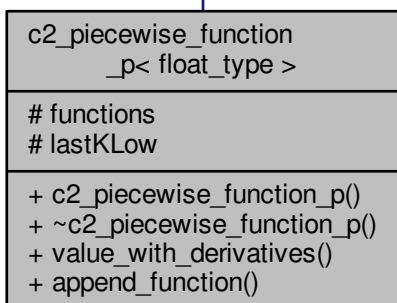 c2_piecewise_function
_p< float_type >
# functions
# lastKLow
+ c2_piecewise_function_p()
+ ~c2_piecewise_function_p()
+ value_with_derivatives()
+ append_function()